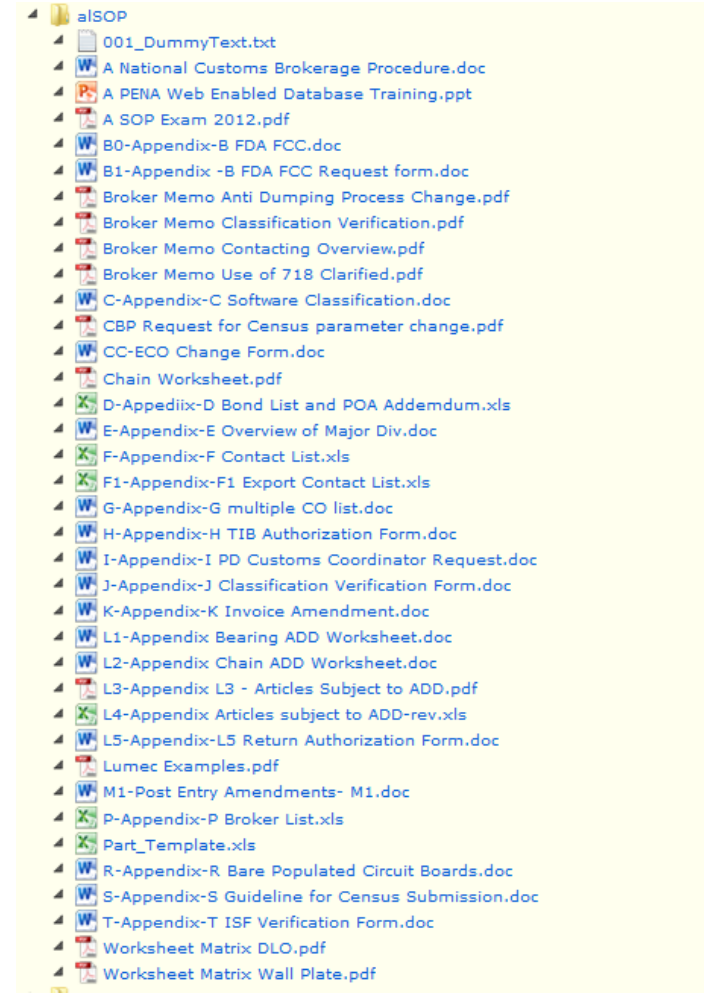 alSOP
001_DummyText.txt
A National Customs Brokerage Procedure.doc
A PENA Web Enabled Database Training.ppt
A SOP Exam 2012.pdf
B0-Appendix-B FDA FCC.doc
B1-Appendix -B FDA FCC Request form.doc
Broker Memo Anti Dumping Process Change.pdf
Broker Memo Classification Verification.pdf
Broker Memo Contacting Overview.pdf
Broker Memo Use of 718 Clarified.pdf
C-Appendix-C Software Classification.doc
CBP Request for Census parameter change.pdf
CC-ECO Change Form.doc
Chain Worksheet.pdf
D-Appediix-D Bond List and POA Addemdum.xls
E-Appendix-E Overview of Major Div.doc
F-Appendix-F Contact List.xls
F1-Appendix-F1 Export Contact List.xls
G-Appendix-G multiple CO list.doc
H-Appendix-H TIB Authorization Form.doc
I-Appendix-I PD Customs Coordinator Request.doc
J-Appendix-J Classification Verification Form.doc
K-Appendix-K Invoice Amendment.doc
L1-Appendix Bearing ADD Worksheet.doc
L2-Appendix Chain ADD Worksheet.doc
L3-Appendix L3 - Articles Subject to ADD.pdf
L4-Appendix Articles subject to ADD-rev.xls
L5-Appendix-L5 Return Authorization Form.doc
Lumec Examples.pdf
M1-Post Entry Amendments- M1.doc
P-Appendix-P Broker List.xls
Part_Template.xls
R-Appendix-R Bare Populated Circuit Boards.doc
S-Appendix-S Guideline for Census Submission.doc
T-Appendix-T ISF Verification Form.doc
Worksheet Matrix DLO.pdf
Worksheet Matrix Wall Plate.pdf